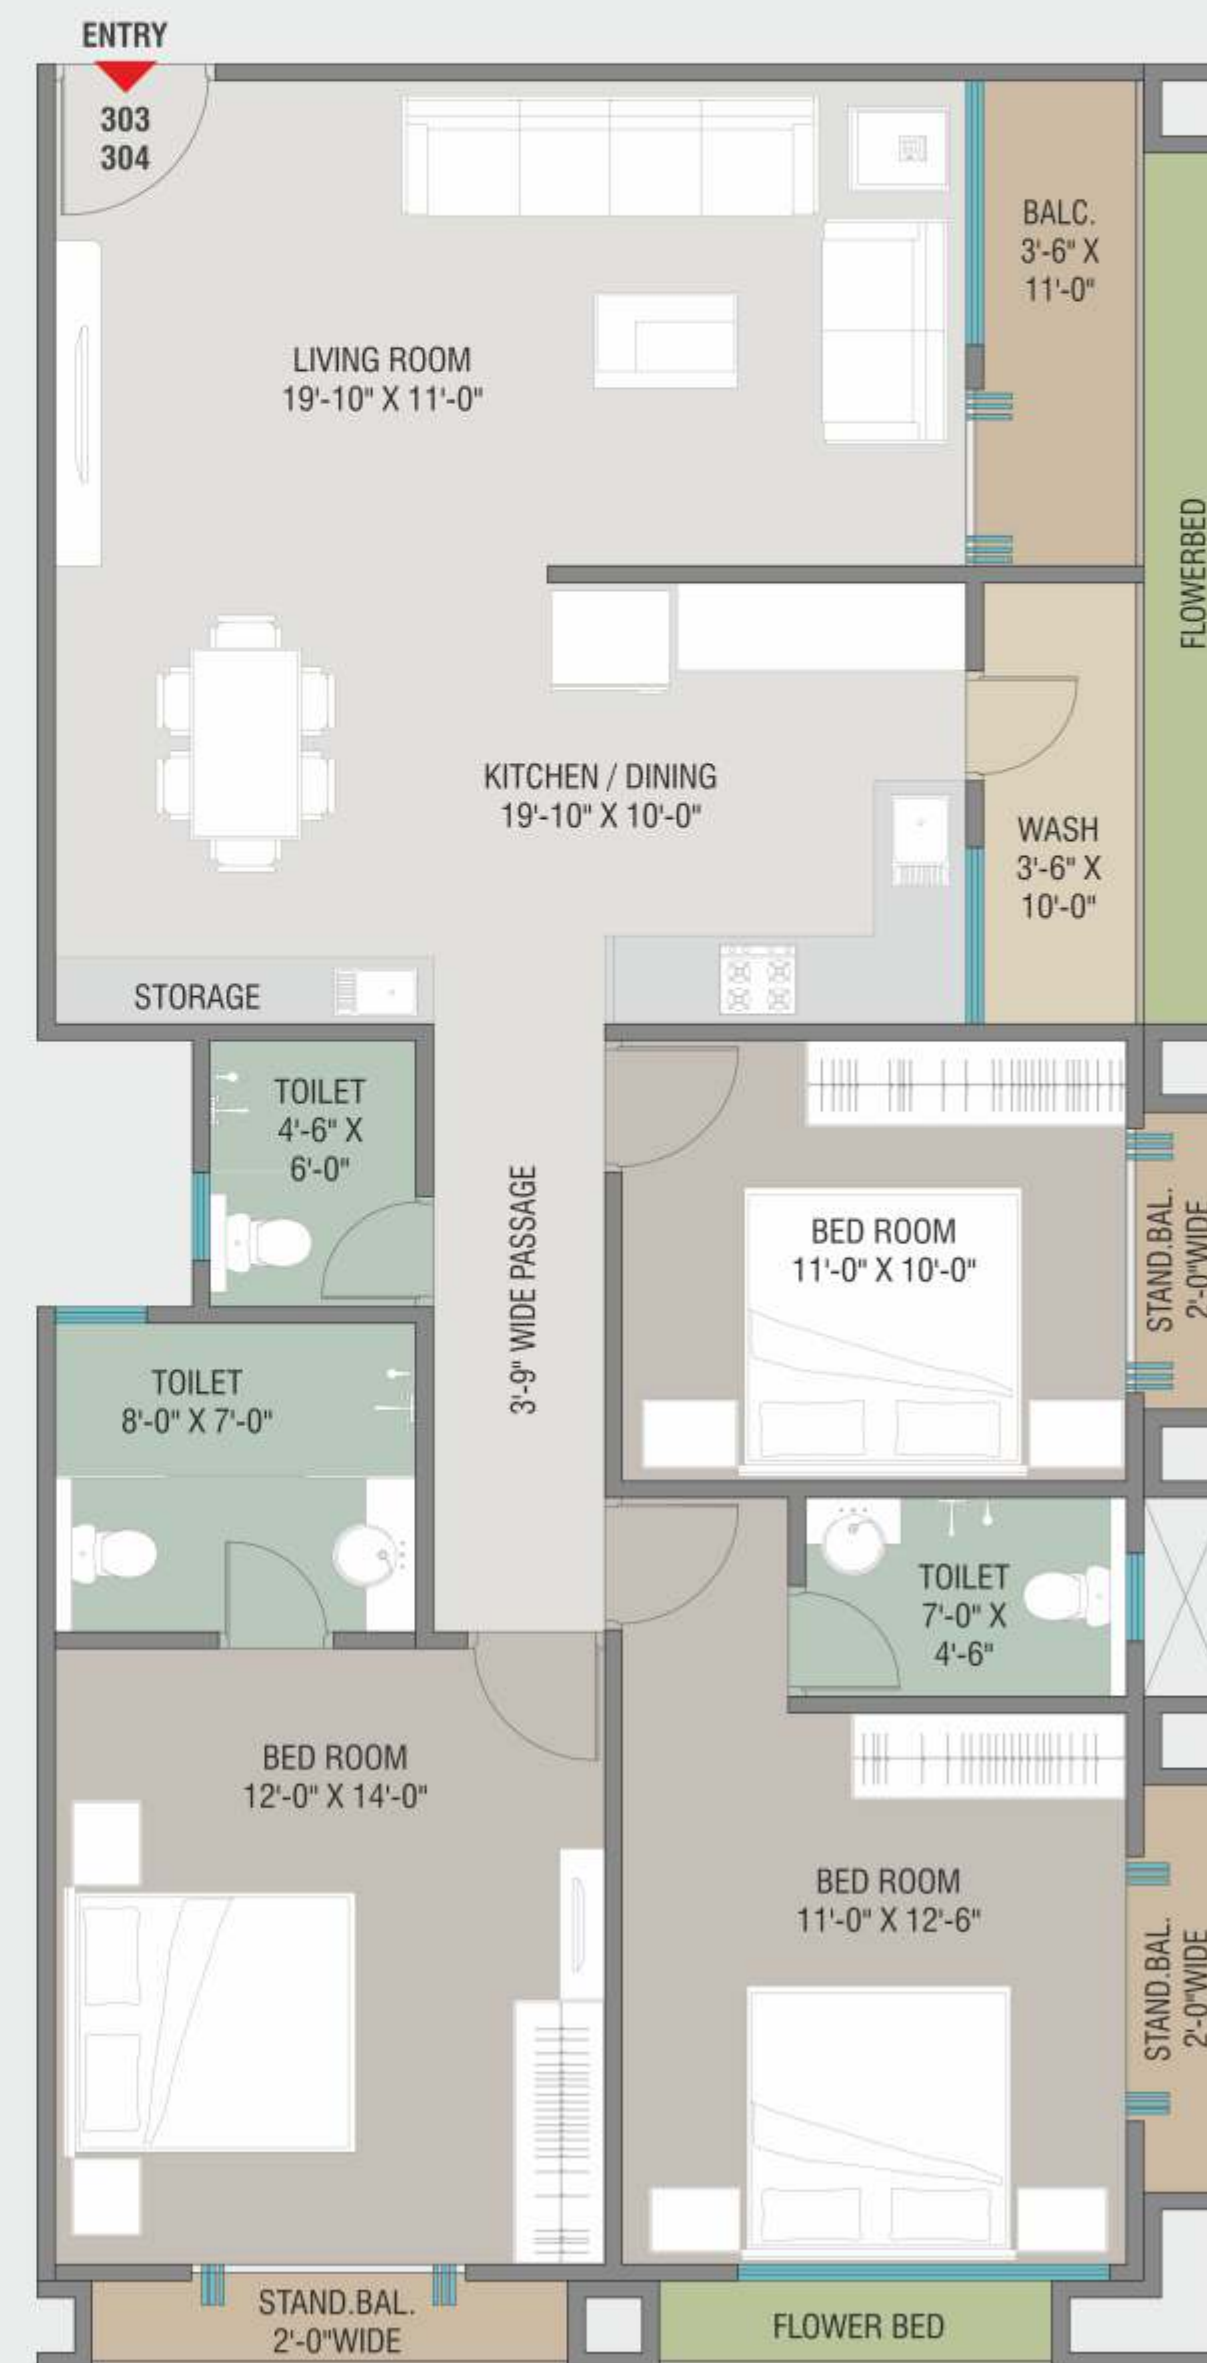 ENTRY
303
304
BALC.
3'-6" X
11'-0"
LIVING ROOM
19'-10" X 11'-0"
FLOWERBED
KITCHEN / DINING
19'-10" X 10'-0"
WASH
3'-6" X
10'-0"
STORAGE
TOILET
4'-6" X
6'-0"
3'-9" WIDE PASSAGE
BED ROOM
11'-0" X 10'-0"
STAND.BAL.
2'-0"WIDE
TOILET
8'-0" X 7'-0"
TOILET
7'-0" X
4'-6"
BED ROOM
12'-0" X 14'-0"
BED ROOM
11'-0" X 12'-6"
STAND.BAL.
2'-0"WIDE
STAND.BAL.
2'-0"WIDE
FLOWER BED